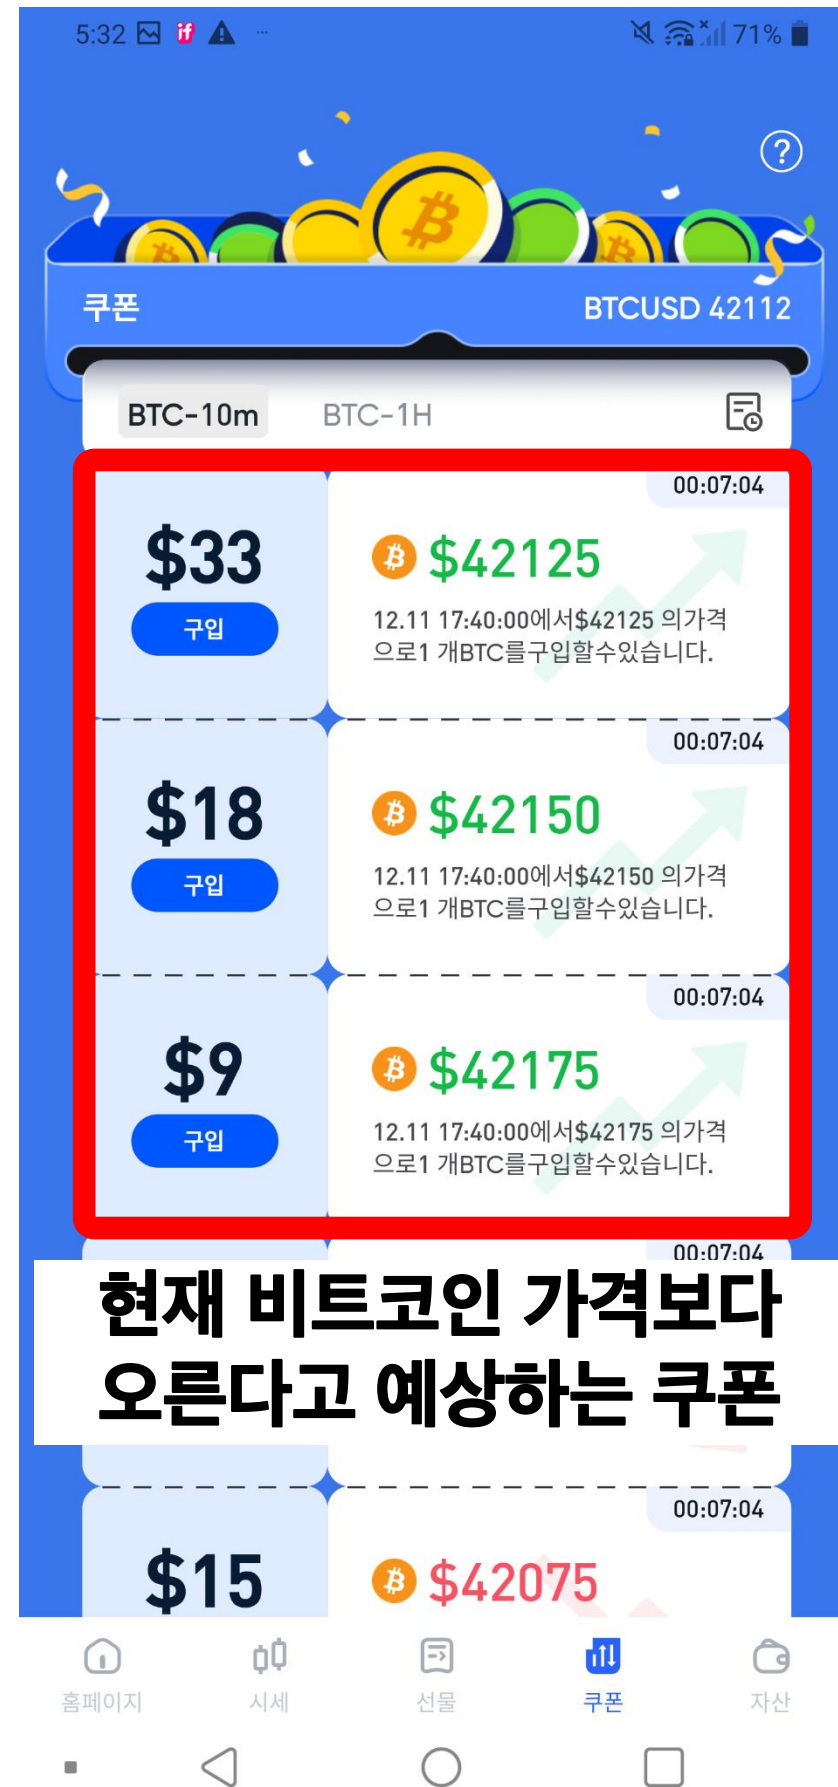 5:32 if ... 71%
?
쿠폰 BTCUSD 42112
BTC-10m BTC-1H
00:07:04
$33 $42125
구입 12.11 17:40:00에서$42125 의가격
으로1 개BTC를구입할수있습니다.
00:07:04
$18 $42150
구입 12.11 17:40:00에서$42150 의가격
으로1 개BTC를구입할수있습니다.
00:07:04
$9 $42175
구입 12.11 17:40:00에서$42175 의가격
으로1 개BTC를구입할수있습니다.
00:07:04
현재 비트코인 가격보다
오른다고 예상하는 쿠폰
00:07:04
$15 $42075
홈페이지 시세 선물 쿠폰 자산